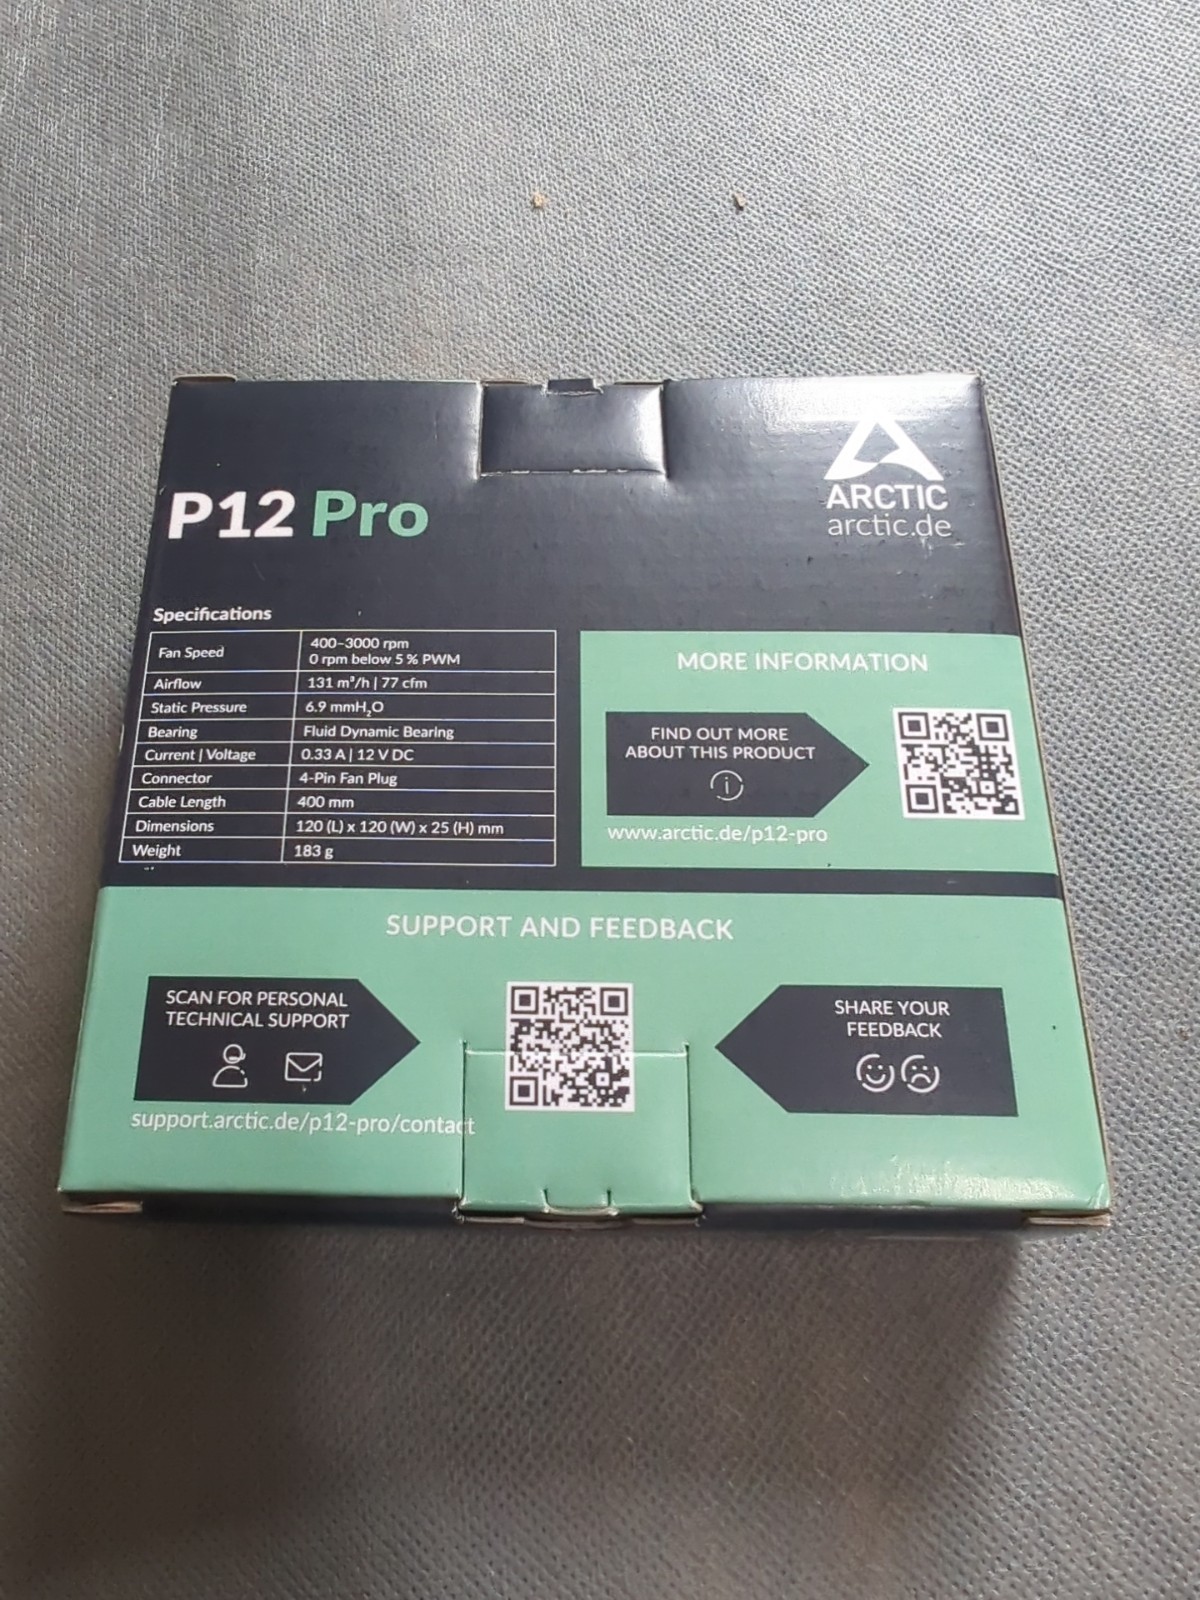 P12 Pro
ARCTIC
arctic.de
Specifications
Fan Speed 400–3000 rpm
0 rpm below 5 % PWM
Airflow 131 m³/h | 77 cfm
Static Pressure 6.9 mmH₂O
Bearing Fluid Dynamic Bearing
Current | Voltage 0.33 A | 12 V DC
Connector 4-Pin Fan Plug
Cable Length 400 mm
Dimensions 120 (L) x 120 (W) x 25 (H) mm
Weight 183 g
MORE INFORMATION
FIND OUT MORE
ABOUT THIS PRODUCT
i
www.arctic.de/p12-pro
SUPPORT AND FEEDBACK
SCAN FOR PERSONAL
TECHNICAL SUPPORT
support.arctic.de/p12-pro/contact
SHARE YOUR
FEEDBACK